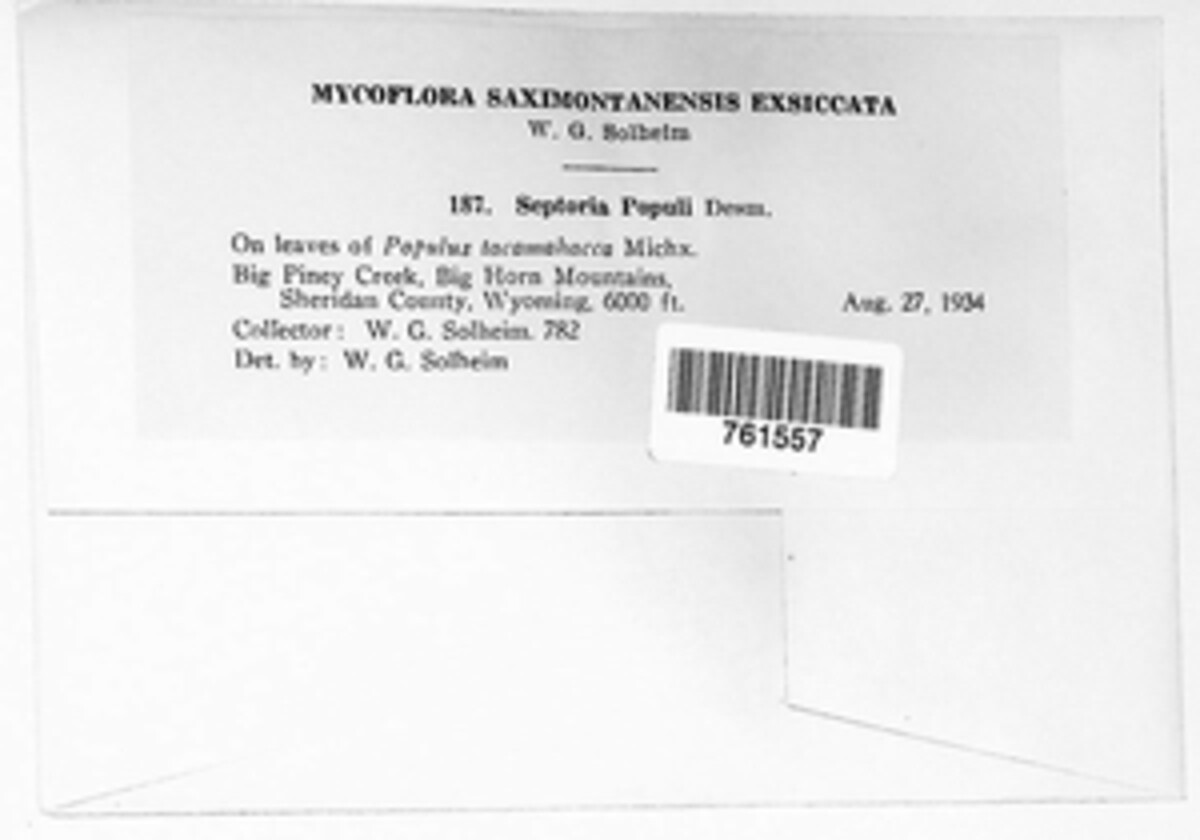 MYCOFLORA SAXIMONTANENSIS EXSICCATA
W. G. Solheim
187. Septoria Populi Desm.
On leaves of Populus tacamahacca Michx.
Big Piney Creek, Big Horn Mountains,
Sheridan County, Wyoming, 6000 ft. Aug. 27, 1934
Collector: W. G. Solheim. 782
Det. by: W. G. Solheim
761557